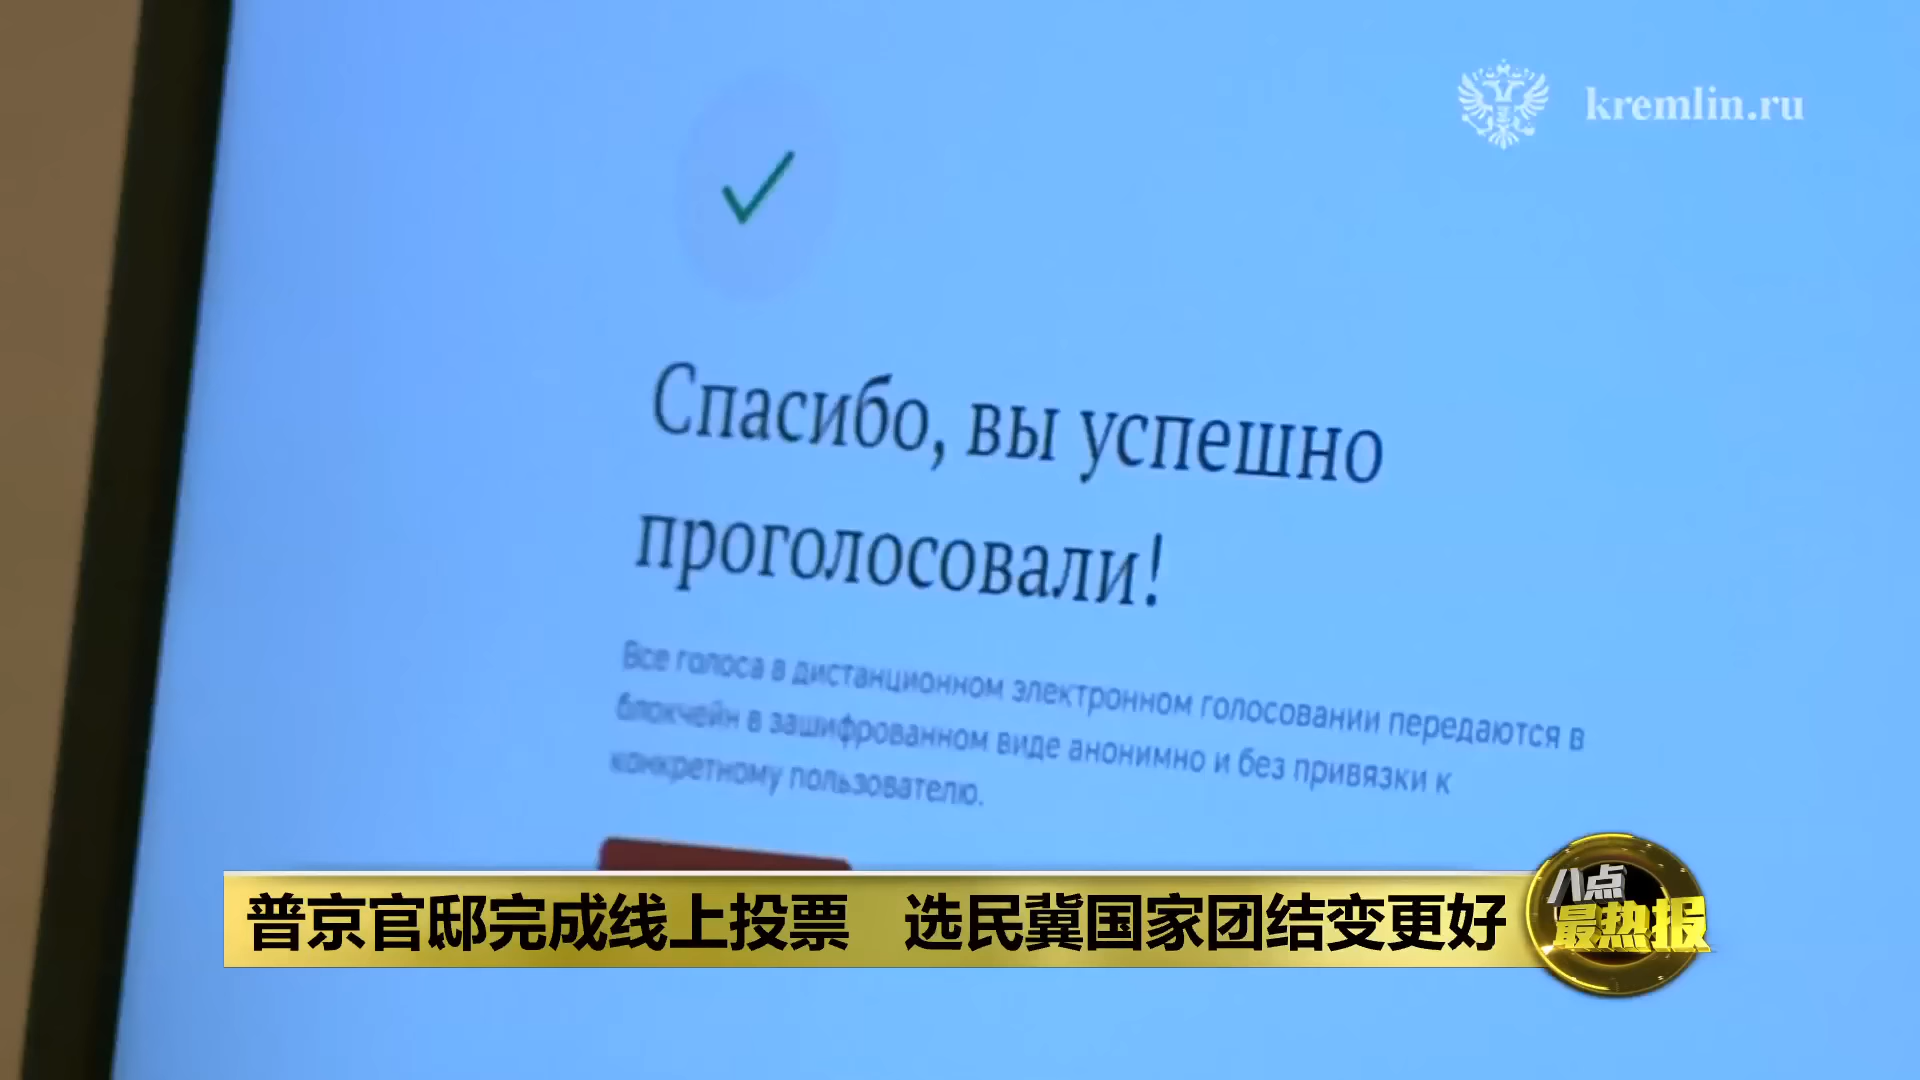 kremlin.ru
Спасибо, вы успешно
проголосовали!
Все голоса в дистанционном электронном голосовании передаются в
блокчейн в зашифрованном виде анонимно и без привязки к
конкретному пользователю.
普京官邸完成线上投票 选民冀国家团结变更好
八点
最热报